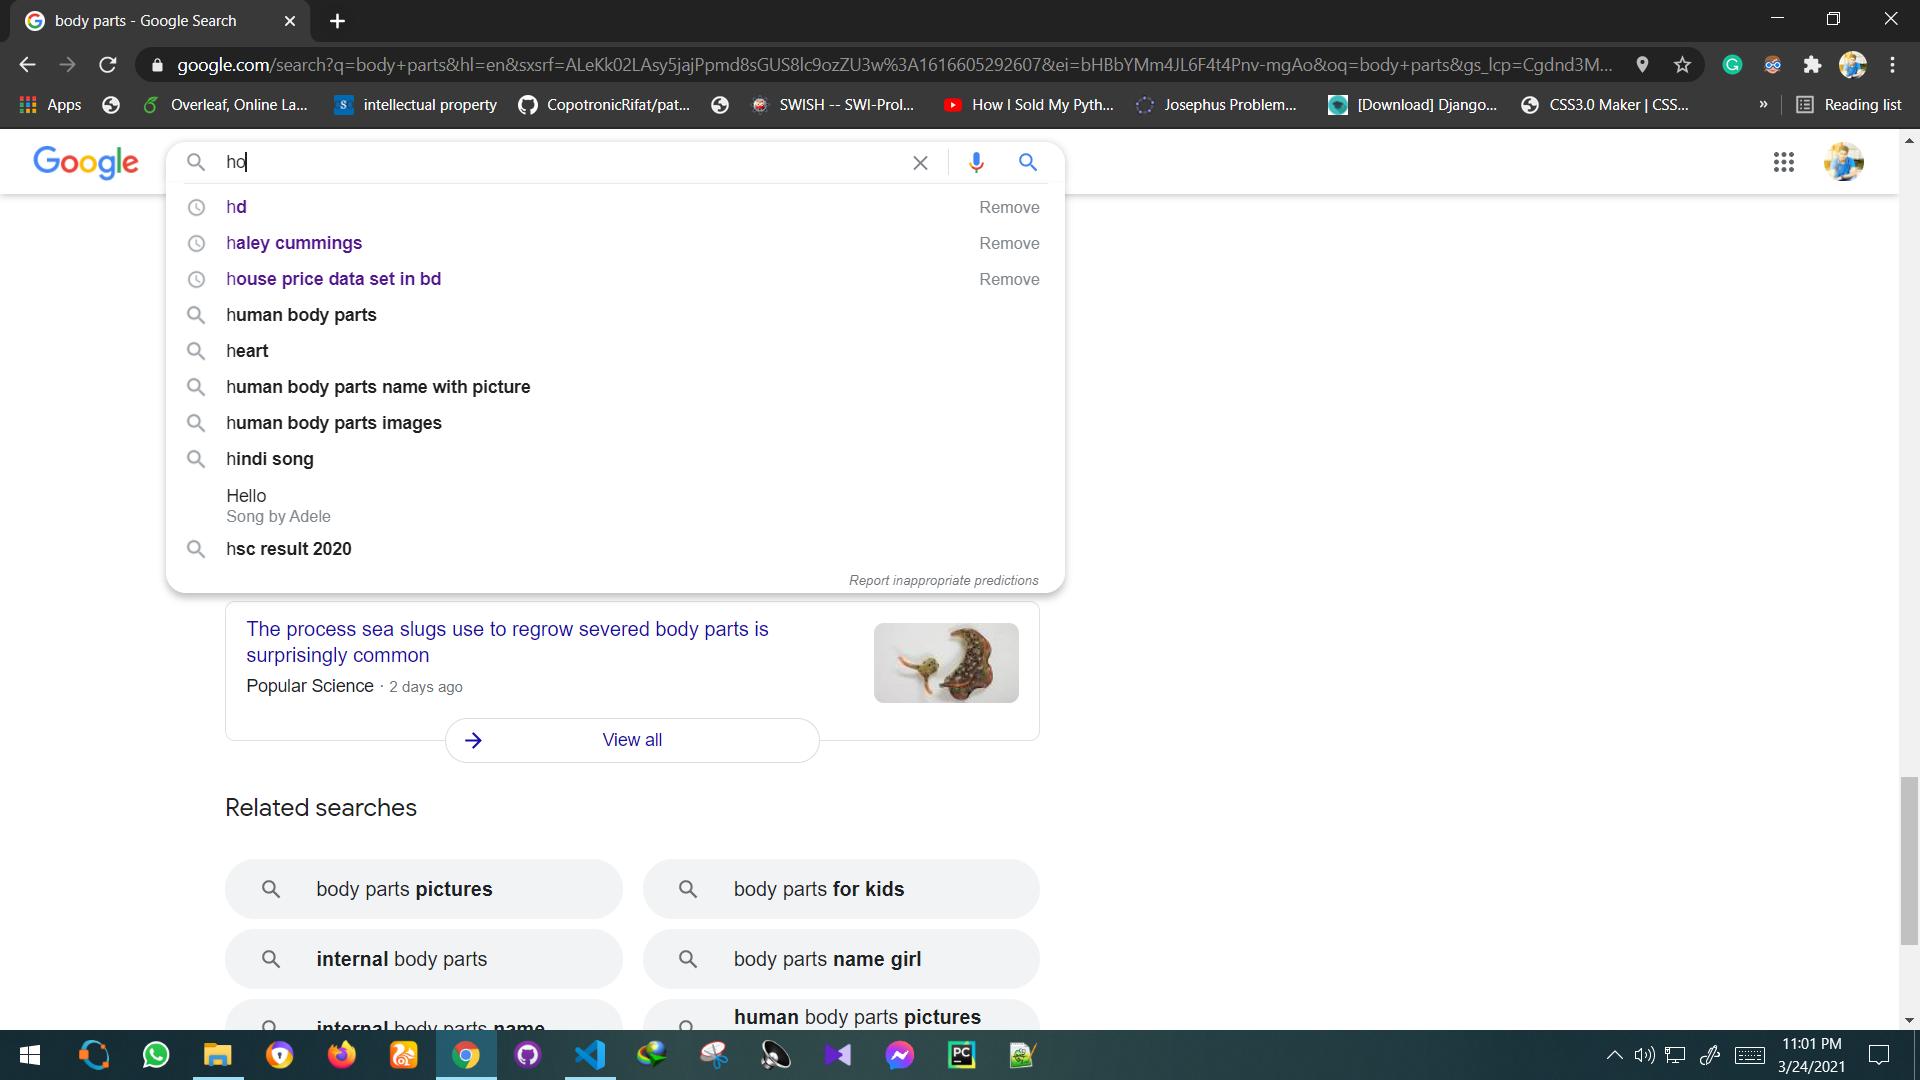 body parts - Google Search
google.com/search?q=body+parts&hl=en&sxsrf=ALeKk02LAsy5jajPpmd8sGUS8lc9ozZU3w%3A1616605292607&ei=bHBbYMm4JL6F4t4Pnv-mgAo&oq=body+parts&gs_lcp=Cgdnd3M...
Apps Overleaf, Online La... S intellectual property CopotronicRifat/pat... SWISH -- SWI-Prol... How I Sold My Pyth... Josephus Problem... [Download] Django... CSS3.0 Maker | CSS... » Reading list
Google
ho
hd Remove
haley cummings Remove
house price data set in bd Remove
human body parts
heart
human body parts name with picture
human body parts images
hindi song
Hello
Song by Adele
hsc result 2020
Report inappropriate predictions
The process sea slugs use to regrow severed body parts is
surprisingly common
Popular Science · 2 days ago
View all
Related searches
body parts pictures
body parts for kids
internal body parts
body parts name girl
internal body parts name
human body parts pictures
PC
11:01 PM
3/24/2021